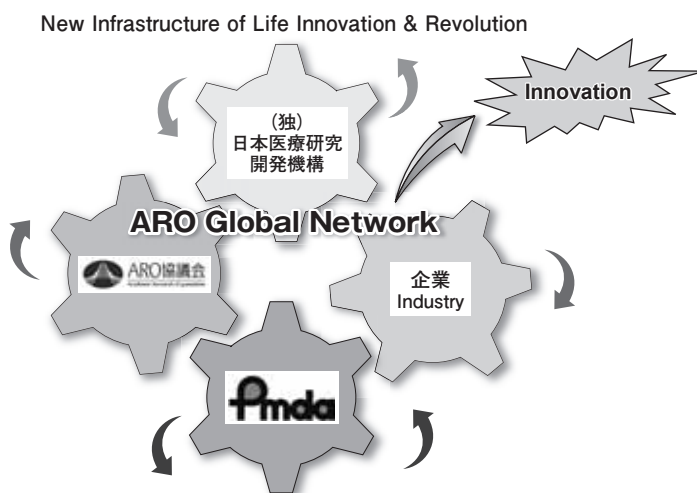 New Infrastructure of Life Innovation & Revolution
Innovation
（独）
日本医療研究
開発機構
ARO Global Network
ARO協議会
企業
Industry
Pmda